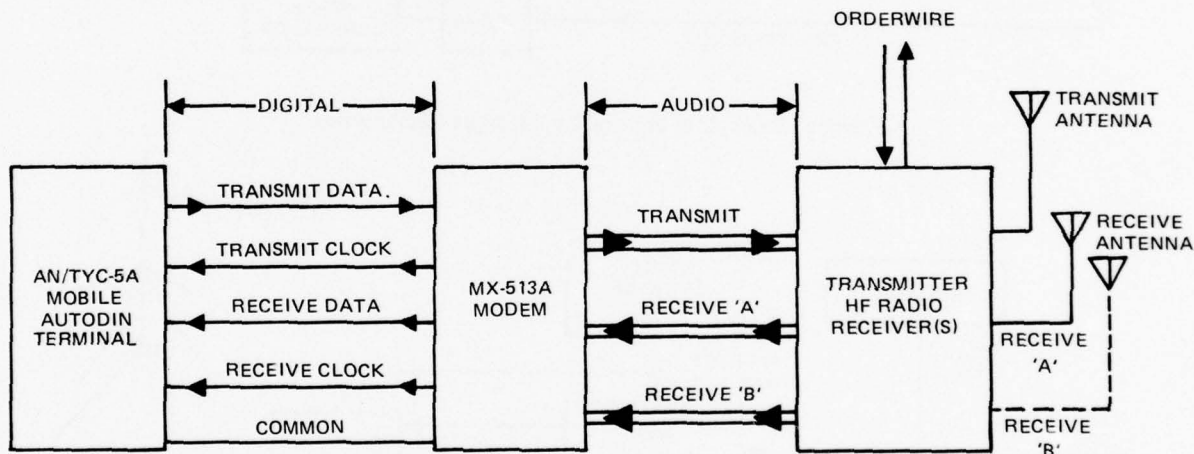 ORDERWIRE
DIGITAL
AUDIO
TRANSMIT
ANTENNA
TRANSMIT DATA.
TRANSMIT CLOCK
RECEIVE DATA
RECEIVE CLOCK
COMMON
AN/TYC-5A
MOBILE
AUTODIN
TERMINAL
MX-513A
MODEM
TRANSMIT
RECEIVE 'A'
RECEIVE 'B'
TRANSMITTER
HF RADIO
RECEIVER(S)
RECEIVE
ANTENNA
RECEIVE
'A'
RECEIVE
'B'